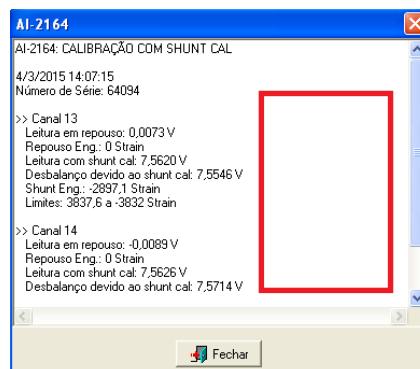 AI-2164
AI-2164: CALIBRAÇÃO COM SHUNT CAL
4/3/2015 14:07:15
Número de Série: 64094
>> Canal 13
Leitura em repouso: 0,0073 V
Repouso Eng.: 0 Strain
Leitura com shunt cal: 7,5620 V
Desbalanço devido ao shunt cal: 7,5546 V
Shunt Eng.: -2897,1 Strain
Limites: 3837,6 a -3832 Strain
>> Canal 14
Leitura em repouso: -0,0089 V
Repouso Eng.: 0 Strain
Leitura com shunt cal: 7,5626 V
Desbalanço devido ao shunt cal: 7,5714 V
Fechar